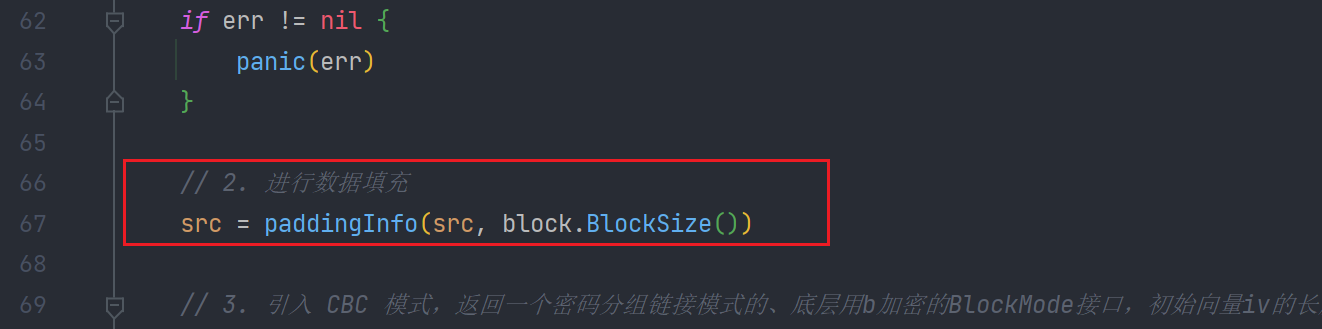 62 if err != nil {
63 panic(err)
64 }
65
66 // 2. 进行数据填充
67 src = paddingInfo(src, block.BlockSize())
68
69 // 3. 引入 CBC 模式，返回一个密码分组链接模式的、底层用b加密的BlockMode接口，初始向量iv的长